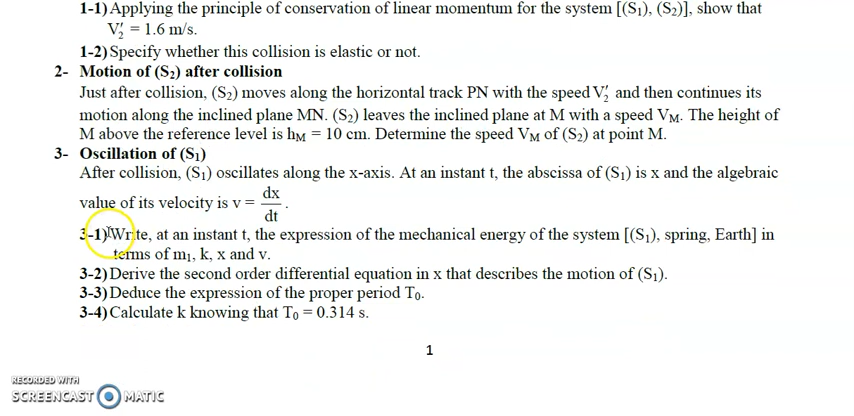 1-1) Applying the principle of conservation of linear momentum for the system [(S₁), (S₂)], show that
V₂′ = 1.6 m/s.
1-2) Specify whether this collision is elastic or not.
2- Motion of (S₂) after collision
Just after collision, (S₂) moves along the horizontal track PN with the speed V₂′ and then continues its
motion along the inclined plane MN. (S₂) leaves the inclined plane at M with a speed V_M. The height of
M above the reference level is h_M = 10 cm. Determine the speed V_M of (S₂) at point M.
3- Oscillation of (S₁)
After collision, (S₁) oscillates along the x-axis. At an instant t, the abscissa of (S₁) is x and the algebraic
value of its velocity is v = dx/dt.
3-1) Write, at an instant t, the expression of the mechanical energy of the system [(S₁), spring, Earth] in
terms of m₁, k, x and v.
3-2) Derive the second order differential equation in x that describes the motion of (S₁).
3-3) Deduce the expression of the proper period T₀.
3-4) Calculate k knowing that T₀ = 0.314 s.
1
RECORDED WITH
SCREENCAST MATIC